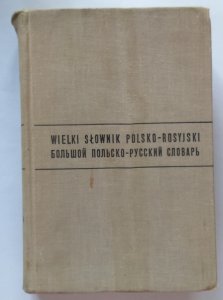 WIELKI SŁOWNIK POLSKO-ROSYJSKI
БОЛЬШОЙ ПОЛЬСКО-РУССКИЙ СЛОВАРЬ